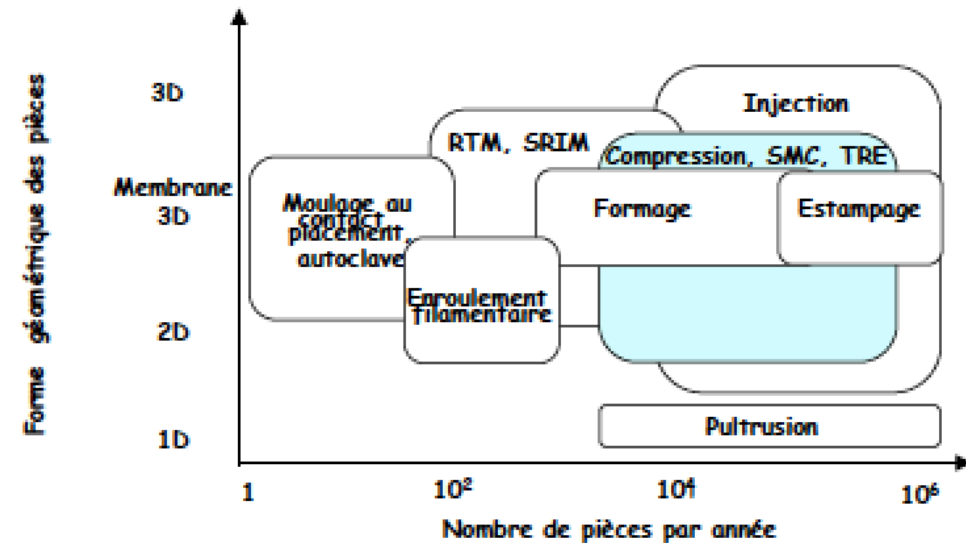 Forme géométrique des pièces
3D
Membrane
3D
2D
1D
Injection
RTM, SRIM
Compression, SMC, TRE
Moulage au
contact,
placement,
autoclave
Formage
Estampage
Enroulement
filamentaire
Pultrusion
1
10²
10⁴
10⁶
Nombre de pièces par année